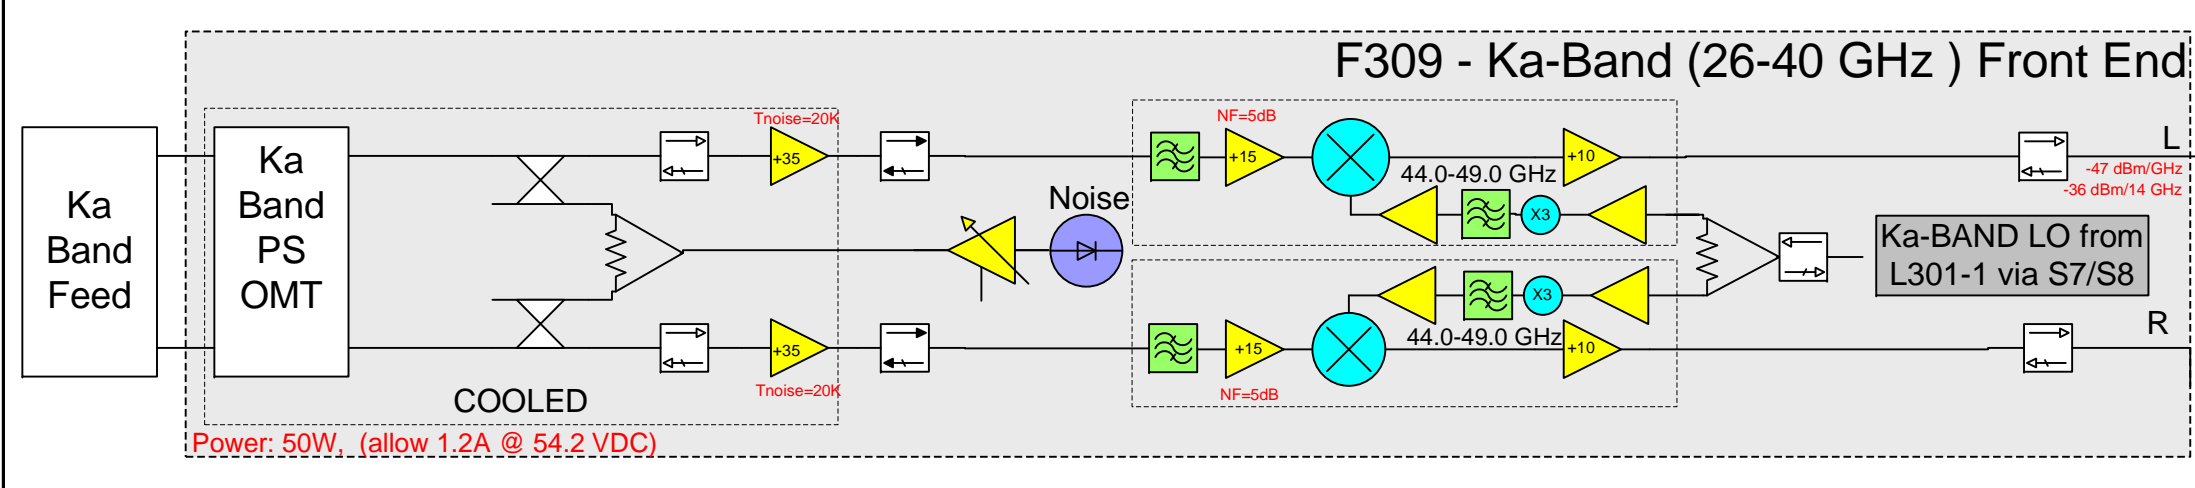 F309 - Ka-Band (26-40 GHz ) Front End
Ka
Band
Feed
Ka
Band
PS
OMT
Tnoise=20K
+35
NF=5dB
+15
+10
44.0-49.0 GHz
X3
L
-47 dBm/GHz
-36 dBm/14 GHz
Noise
Ka-BAND LO from
L301-1 via S7/S8
X3
44.0-49.0 GHz
R
+35
+15
+10
Tnoise=20K
NF=5dB
COOLED
Power: 50W,  (allow 1.2A @ 54.2 VDC)